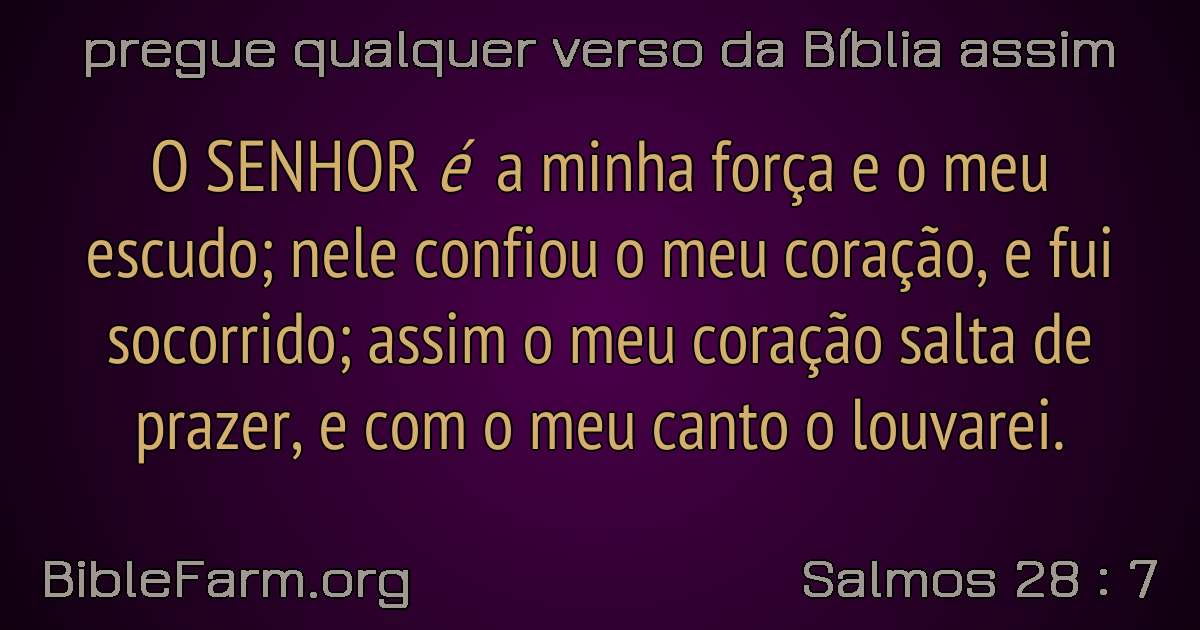 pregue qualquer verso da Bíblia assim
O SENHOR é a minha força e o meu
escudo; nele confiou o meu coração, e fui
socorrido; assim o meu coração salta de
prazer, e com o meu canto o louvarei.
BibleFarm.org
Salmos 28 : 7